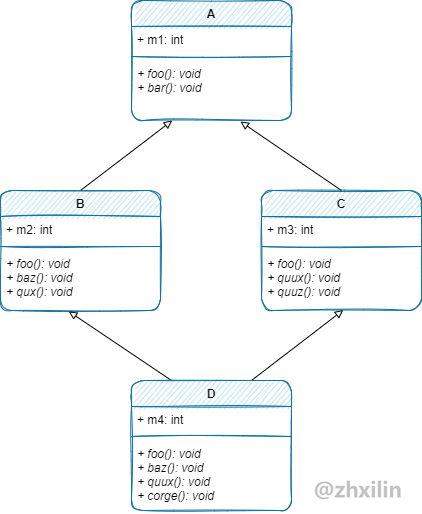 A
+ m1: int
+ foo(): void
+ bar(): void
B
+ m2: int
+ foo(): void
+ baz(): void
+ qux(): void
C
+ m3: int
+ foo(): void
+ quux(): void
+ quuz(): void
D
+ m4: int
+ foo(): void
+ baz(): void
+ quux(): void
+ corge(): void
@zhxilin